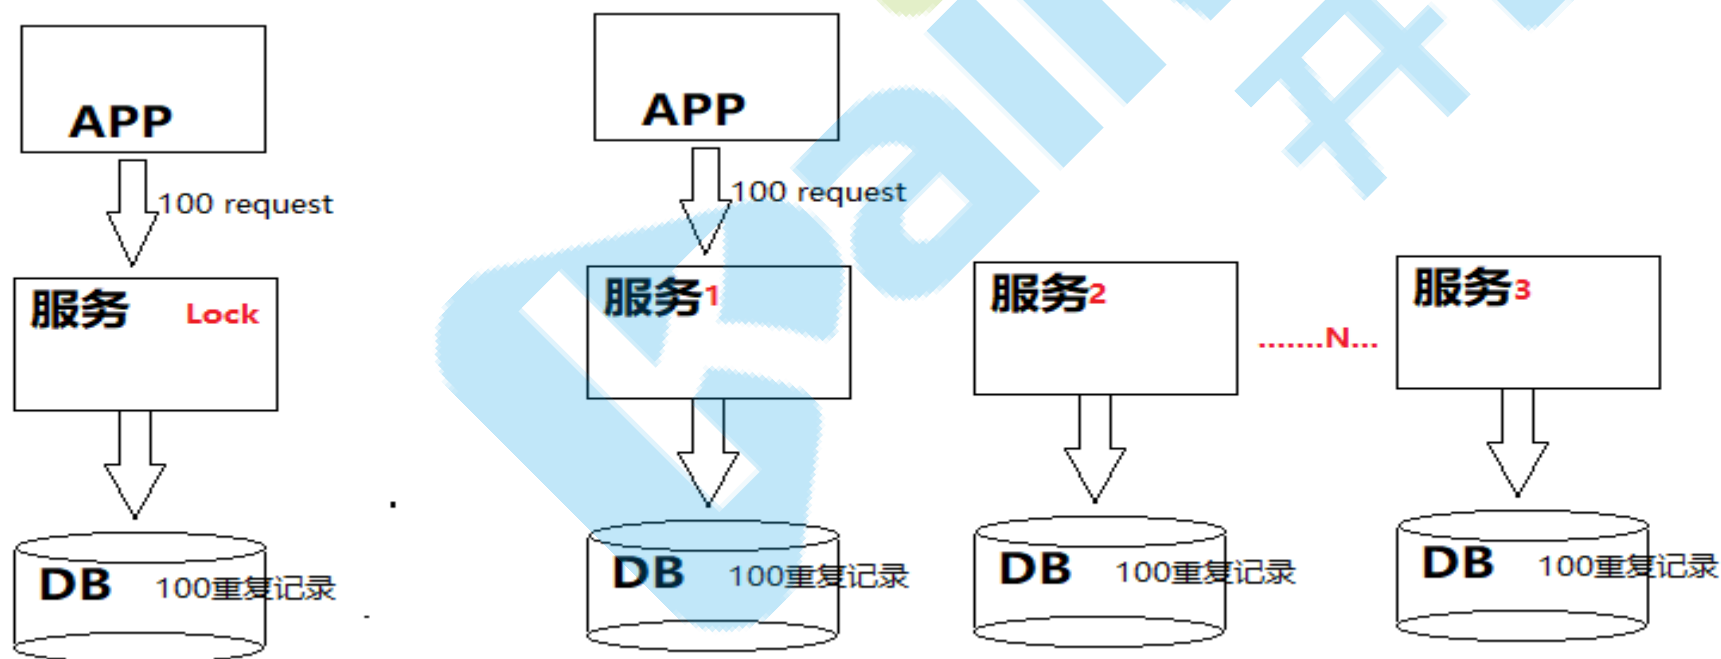 APP
100 request
服务 Lock
DB 100重复记录
APP
100 request
服务1
服务2
.......N...
服务3
DB 100重复记录
DB 100重复记录
DB 100重复记录